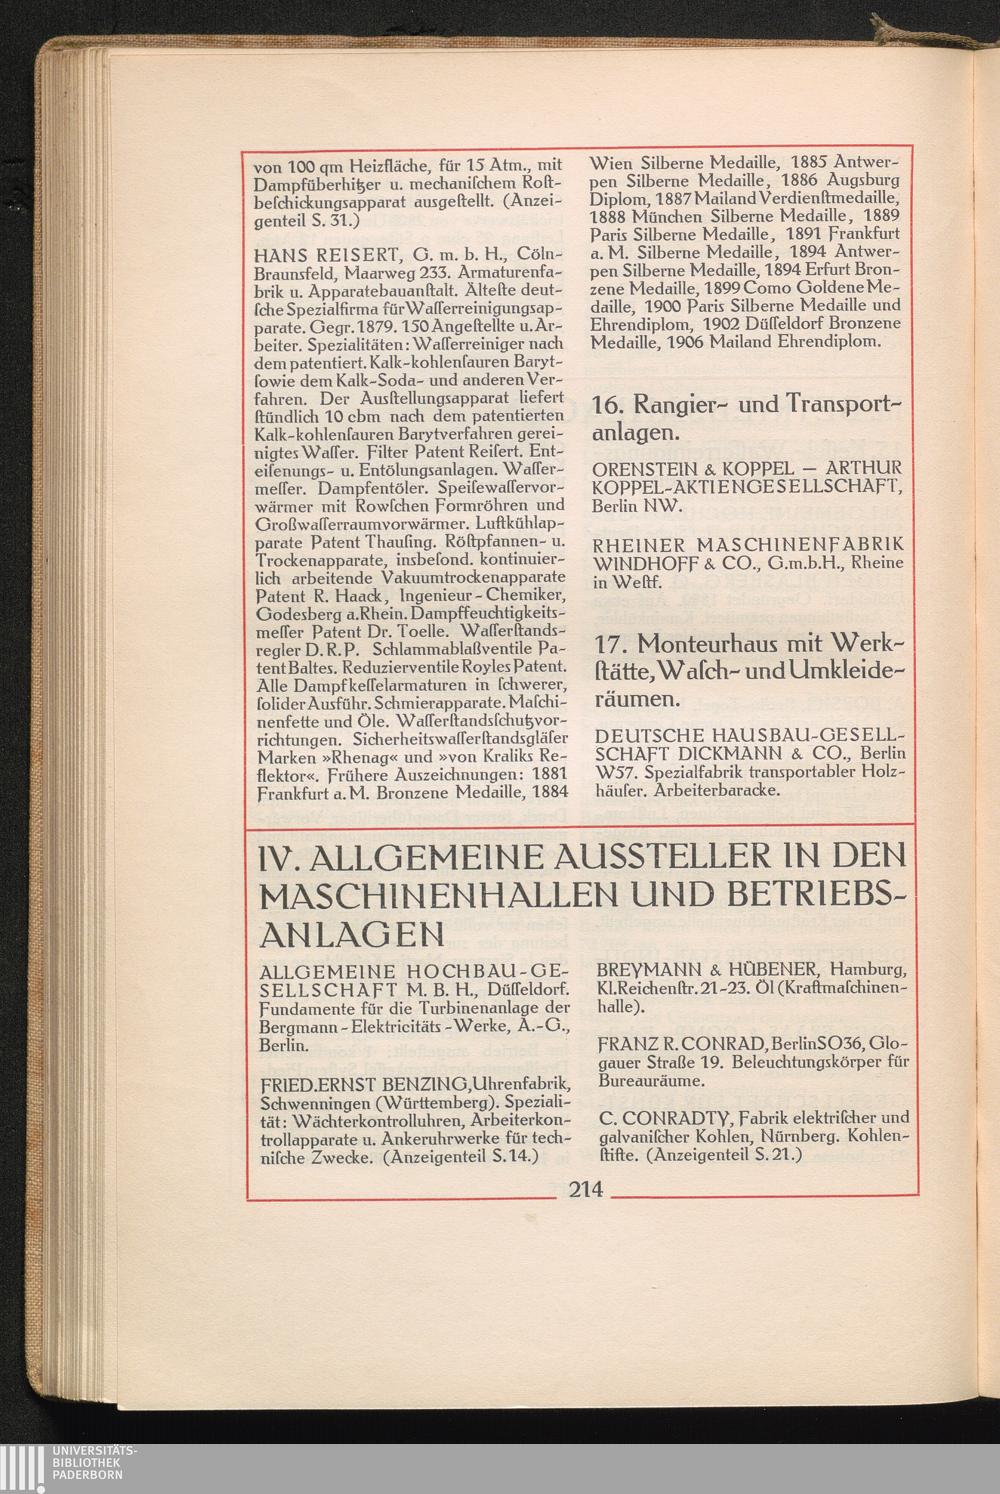 von 100 qm Heizfläche, für 15 Atm., mit
Dampfüberhitzer u. mechaniſchem Roſt-
beſchickungsapparat ausgeſtellt. (Anzei-
genteil S. 31.)
HANS REISERT, G. m. b. H., Cöln-
Braunsfeld, Maarweg 233. Armaturenfa-
brik u. Apparatebauanſtalt. Älteſte deut-
ſche Spezialfirma für Waſſerreinigungsap-
parate. Gegr. 1879. 150 Angeſtellte u. Ar-
beiter. Spezialitäten: Waſſerreiniger nach
dem patentiert. Kalk-kohlenſauren Baryt-
ſowie dem Kalk-Soda- und anderen Ver-
fahren. Der Ausſtellungsapparat liefert
ſtündlich 10 cbm nach dem patentierten
Kalk-kohlenſauren Barytverfahren gerei-
nigtes Waſſer. Filter Patent Reiſert. Ent-
eiſenungs- u. Entölungsanlagen. Waſſer-
meſſer. Dampfentöler. Speiſewaſſervor-
wärmer mit Rowſchen Formröhren und
Großwaſſerraumvorwärmer. Luftkühlap-
parate Patent Thauſing. Röſtpfannen- u.
Trockenapparate, insbeſond. kontinuier-
lich arbeitende Vakuumtrockenapparate
Patent R. Haack, Ingenieur-Chemiker,
Godesberg a. Rhein. Dampffeuchtigkeits-
meſſer Patent Dr. Toelle. Waſſerſtands-
regler D. R. P. Schlammablaßventile Pa-
tent Baltes. Reduzierventile Royles Patent.
Alle Dampfkeſſelarmaturen in ſchwerer,
ſolider Ausführ. Schmierapparate. Maſchi-
nenfette und Öle. Waſſerſtandsſchutzvor-
richtungen. Sicherheitswaſſerſtandsgläſer
Marken »Rhenag« und »von Kraliks Re-
flektor«. Frühere Auszeichnungen: 1881
Frankfurt a. M. Bronzene Medaille, 1884
Wien Silberne Medaille, 1885 Antwer-
pen Silberne Medaille, 1886 Augsburg
Diplom, 1887 Mailand Verdienſtmedaille,
1888 München Silberne Medaille, 1889
Paris Silberne Medaille, 1891 Frankfurt
a. M. Silberne Medaille, 1894 Antwer-
pen Silberne Medaille, 1894 Erfurt Bron-
zene Medaille, 1899 Como Goldene Me-
daille, 1900 Paris Silberne Medaille und
Ehrendiplom, 1902 Düſſeldorf Bronzene
Medaille, 1906 Mailand Ehrendiplom.
16. Rangier- und Transport-
anlagen.
ORENSTEIN & KOPPEL — ARTHUR
KOPPEL-AKTIENGESELLSCHAFT,
Berlin NW.
RHEINER MASCHINENFABRIK
WINDHOFF & CO., G.m.b.H., Rheine
in Weſtf.
17. Monteurhaus mit Werk-
ſtätte, Waſch- und Umkleide-
räumen.
DEUTSCHE HAUSBAU-GESELL-
SCHAFT DICKMANN & CO., Berlin
W57. Spezialfabrik transportabler Holz-
häuſer. Arbeiterbaracke.
IV. ALLGEMEINE AUSSTELLER IN DEN
MASCHINENHALLEN UND BETRIEBS-
ANLAGEN
ALLGEMEINE HOCHBAU-GE-
SELLSCHAFT M. B. H., Düſſeldorf.
Fundamente für die Turbinenanlage der
Bergmann-Elektricitäts-Werke, A.-G.,
Berlin.
FRIED. ERNST BENZING, Uhrenfabrik,
Schwenningen (Württemberg). Speziali-
tät: Wächterkontrolluhren, Arbeiterkon-
trollapparate u. Ankeruhrwerke für tech-
niſche Zwecke. (Anzeigenteil S. 14.)
BREYMANN & HÜBENER, Hamburg,
Kl. Reichenſtr. 21-23. Öl (Kraftmaſchinen-
halle).
FRANZ R. CONRAD, Berlin SO36, Glo-
gauer Straße 19. Beleuchtungskörper für
Bureauräume.
C. CONRADTY, Fabrik elektriſcher und
galvaniſcher Kohlen, Nürnberg. Kohlen-
ſtifte. (Anzeigenteil S. 21.)
214
UNIVERSITÄTS-
BIBLIOTHEK
PADERBORN